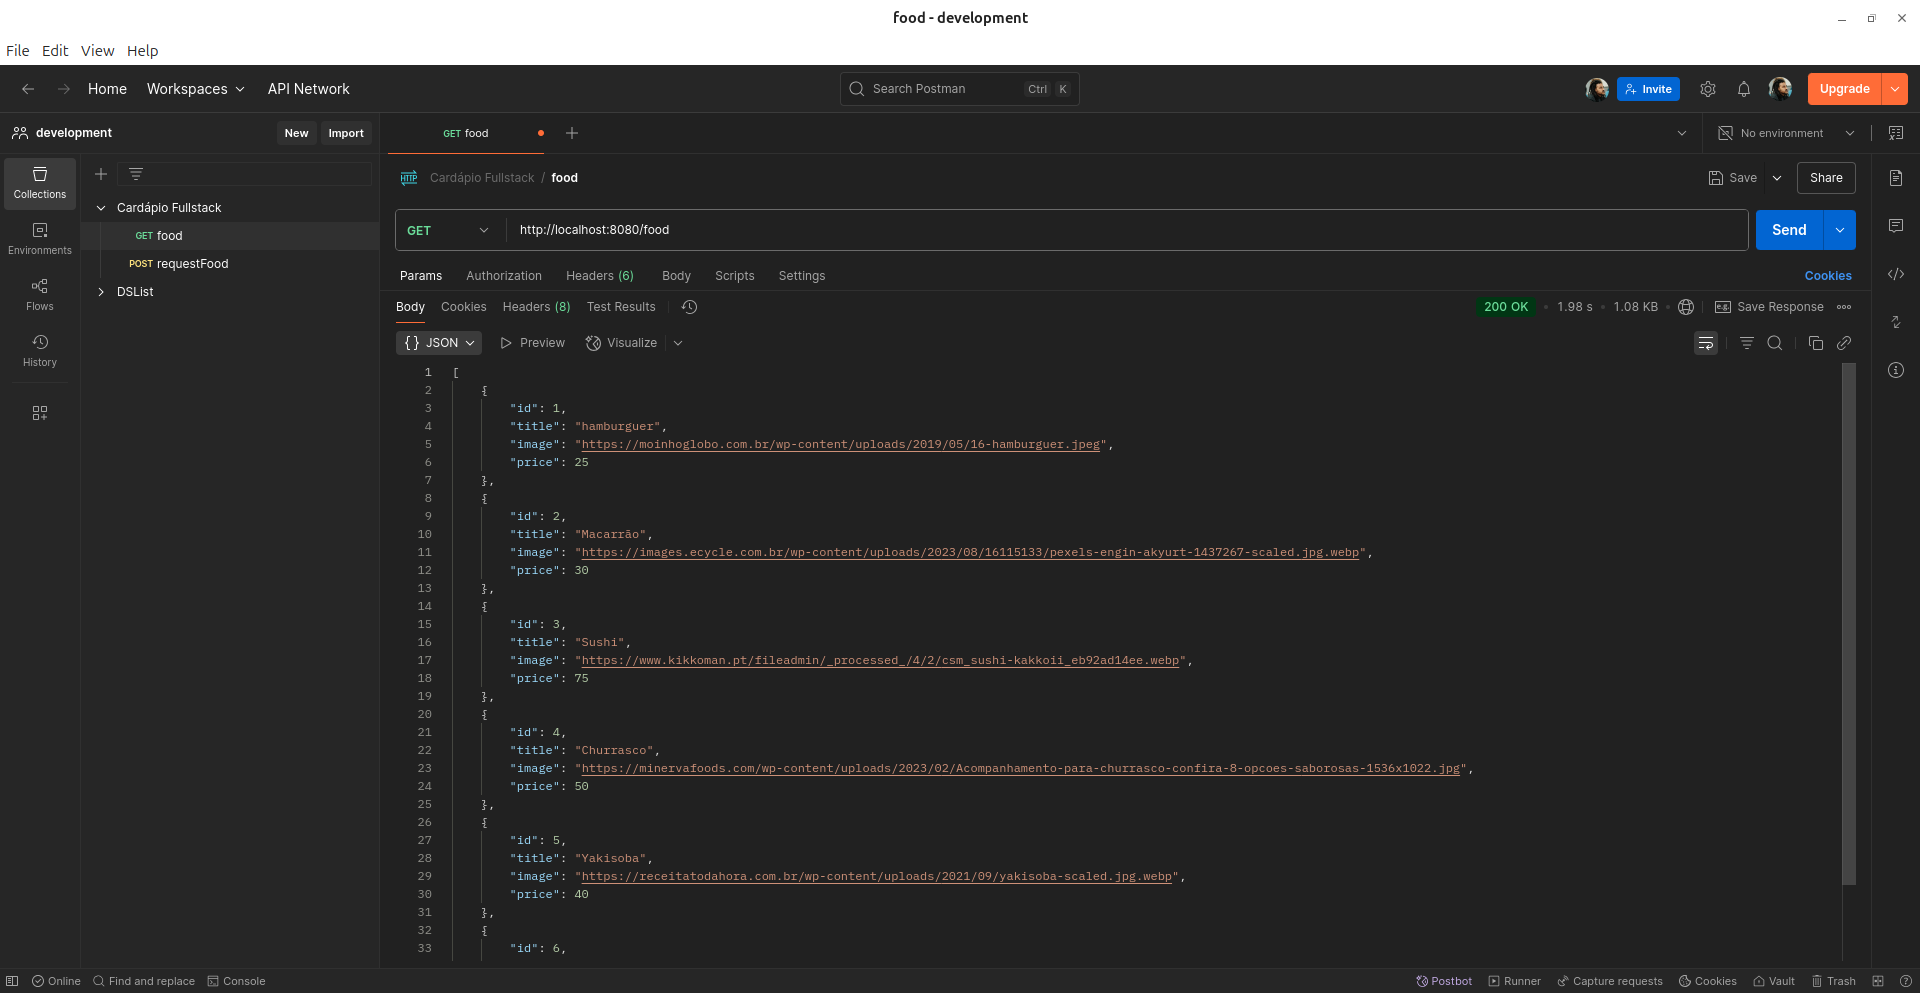 food - development
File Edit View Help
Home Workspaces API Network Search Postman Ctrl K Invite Upgrade
development New Import GET food No environment
Collections
Environments
Flows
History
Cardápio Fullstack
GET food
POST requestFood
DSList
HTTP Cardápio Fullstack / food Save Share
GET http://localhost:8080/food Send
Params Authorization Headers (6) Body Scripts Settings Cookies
Body Cookies Headers (8) Test Results 200 OK • 1.98 s • 1.08 KB • e.g. Save Response
{} JSON Preview Visualize
1 [
2 {
3 "id": 1,
4 "title": "hamburguer",
5 "image": "https://moinhoglobo.com.br/wp-content/uploads/2019/05/16-hamburguer.jpeg",
6 "price": 25
7 },
8 {
9 "id": 2,
10 "title": "Macarrão",
11 "image": "https://images.ecycle.com.br/wp-content/uploads/2023/08/16115133/pexels-engin-akyurt-1437267-scaled.jpg.webp",
12 "price": 30
13 },
14 {
15 "id": 3,
16 "title": "Sushi",
17 "image": "https://www.kikkoman.pt/fileadmin/_processed_/4/2/csm_sushi-kakkoii_eb92ad14ee.webp",
18 "price": 75
19 },
20 {
21 "id": 4,
22 "title": "Churrasco",
23 "image": "https://minervafoods.com/wp-content/uploads/2023/02/Acompanhamento-para-churrasco-confira-8-opcoes-saborosas-1536x1022.jpg",
24 "price": 50
25 },
26 {
27 "id": 5,
28 "title": "Yakisoba",
29 "image": "https://receitatodahora.com.br/wp-content/uploads/2021/09/yakisoba-scaled.jpg.webp",
30 "price": 40
31 },
32 {
33 "id": 6,
Online Find and replace Console Postbot Runner Capture requests Cookies Vault Trash